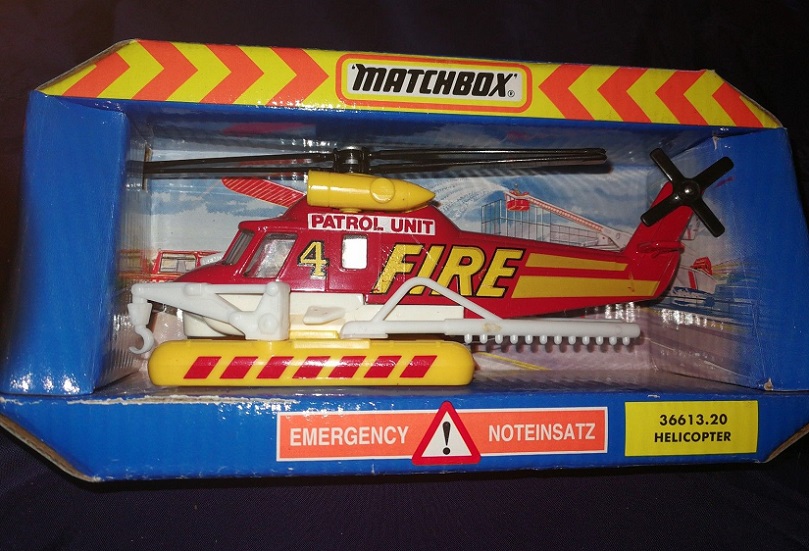 MATCHBOX®
PATROL UNIT
4 FIRE
EMERGENCY ! NOTEINSATZ
36613.20
HELICOPTER